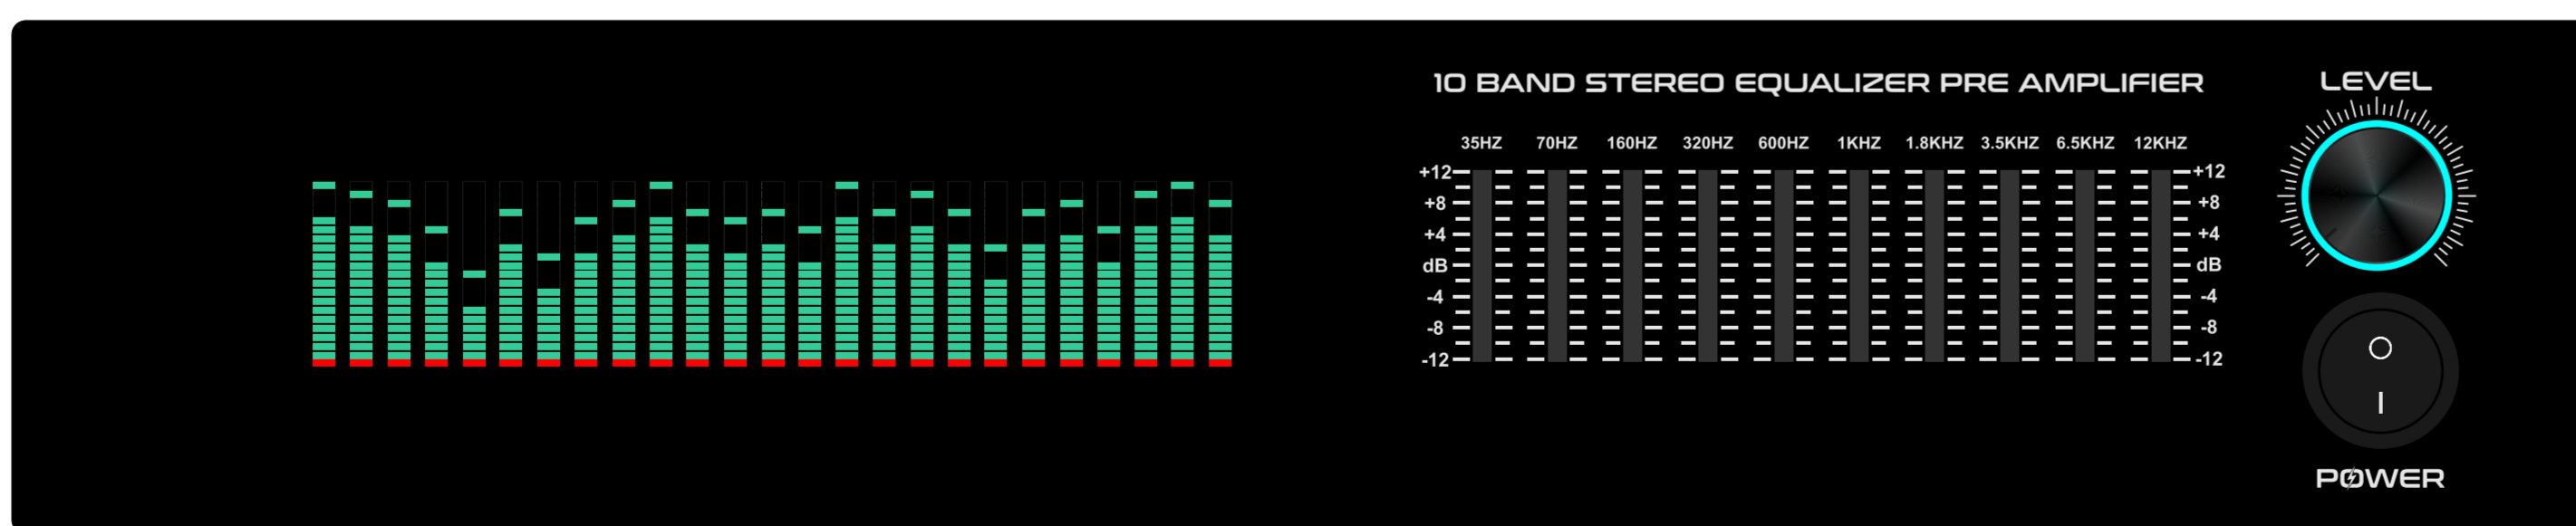 10 BAND STEREO EQUALIZER PRE AMPLIFIER
LEVEL
35HZ 70HZ 160HZ 320HZ 600HZ 1KHZ 1.8KHZ 3.5KHZ 6.5KHZ 12KHZ
+12 +12
+8 +8
+4 +4
dB dB
-4 -4
-8 -8
-12 -12
POWER